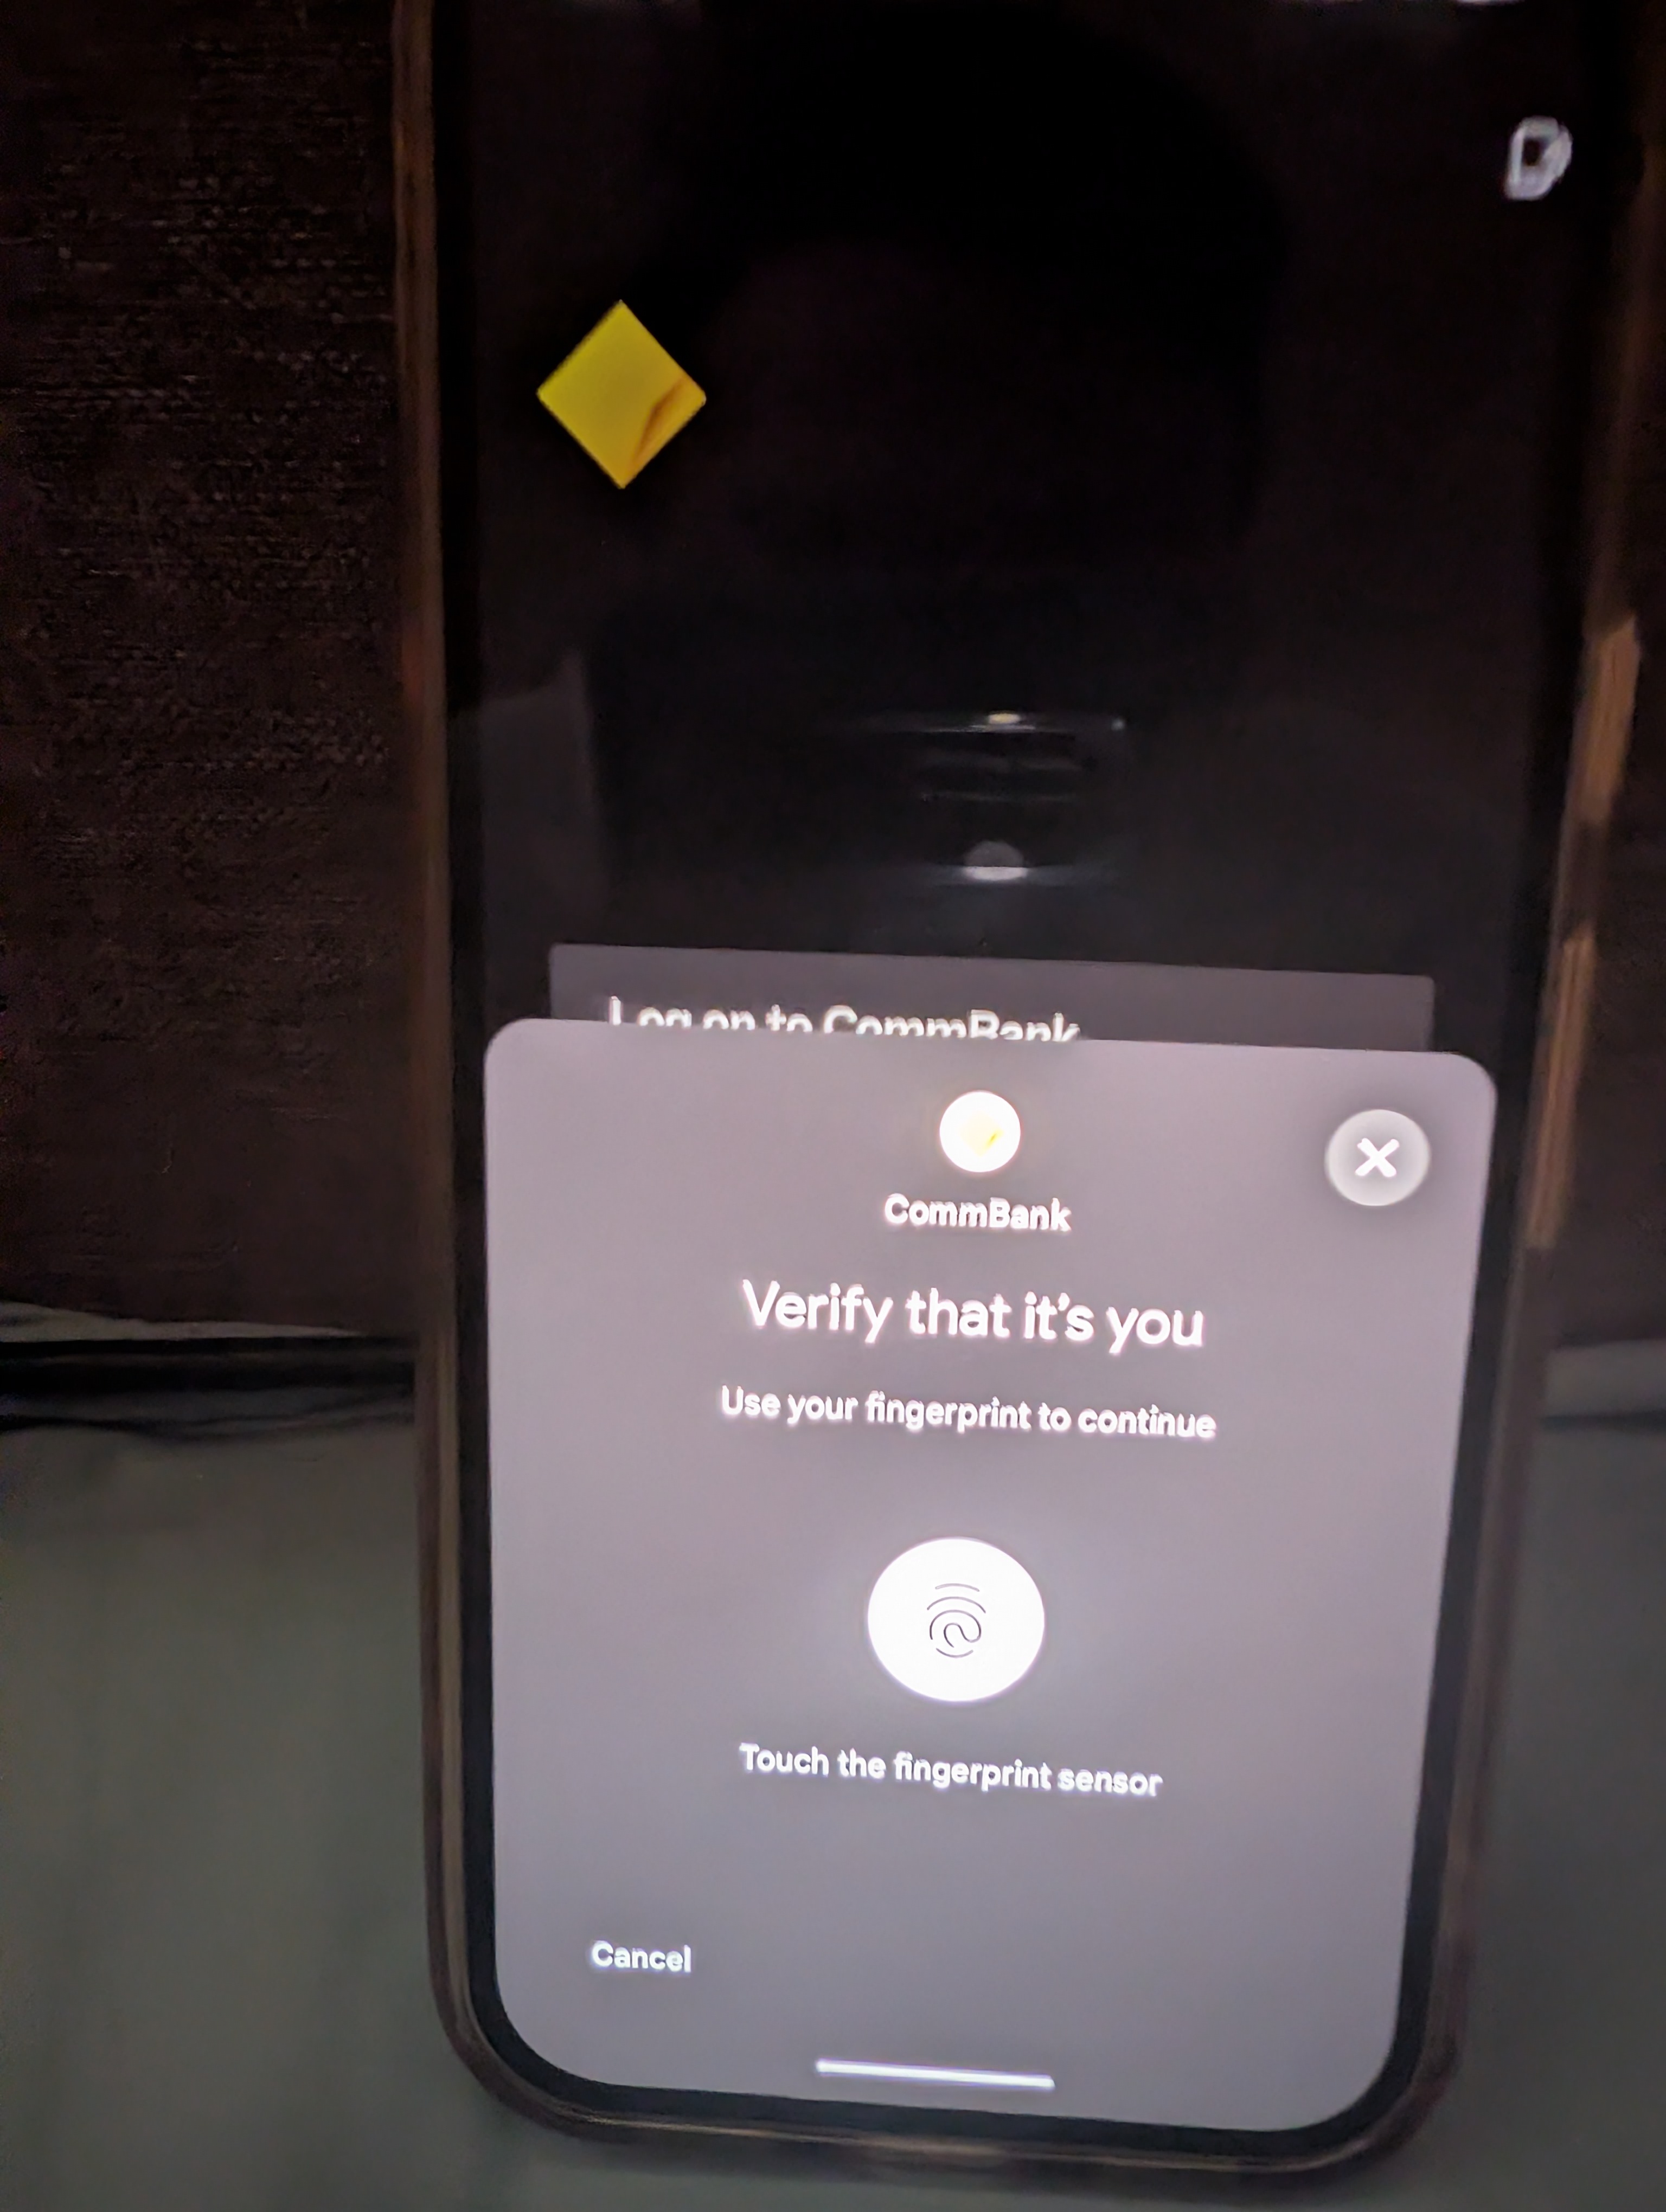 Log on to CommBank
CommBank
Verify that it's you
Use your fingerprint to continue
Touch the fingerprint sensor
Cancel